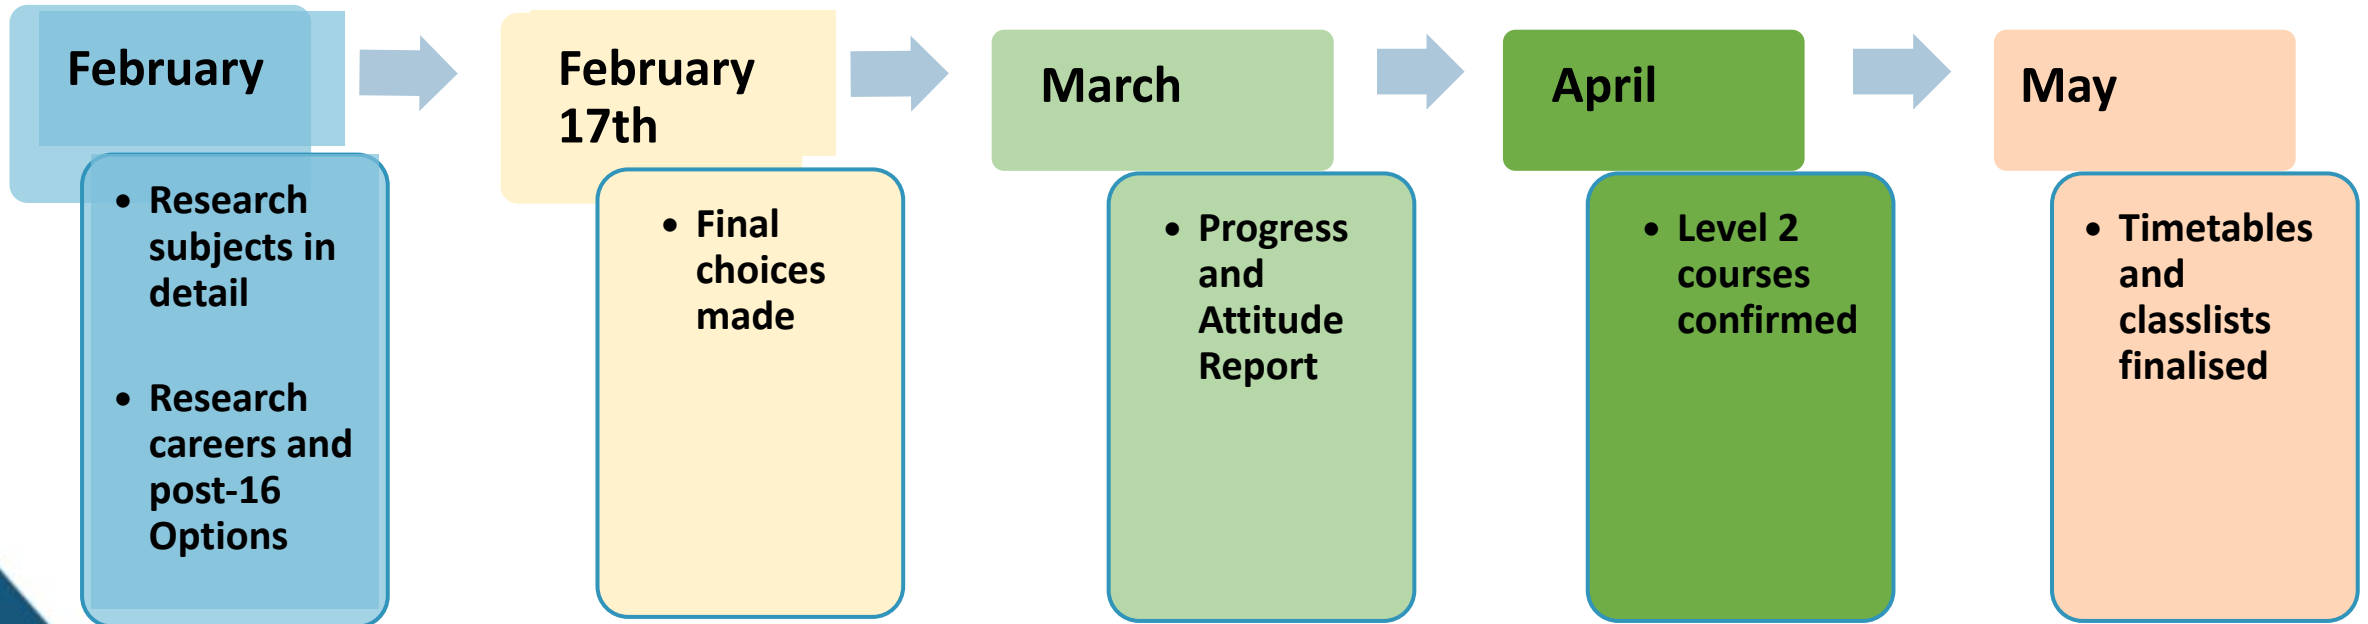 February
• Research
subjects in
detail
• Research
careers and
post-16
Options
February
17th
• Final
choices
made
March
• Progress
and
Attitude
Report
April
• Level 2
courses
confirmed
May
• Timetables
and
classlists
finalised